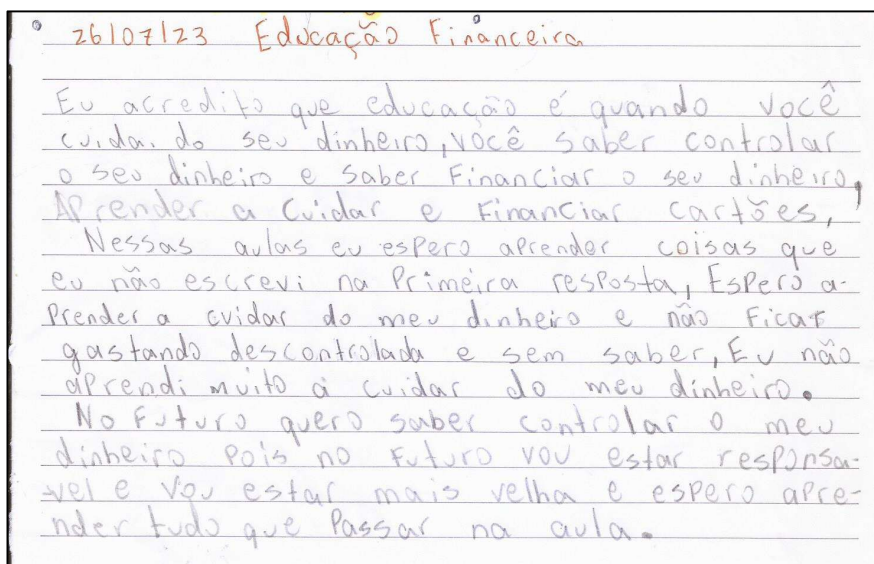 26/07/23 Educação Financeira
Eu acredito que educação é quando você
cuida. do seu dinheiro, você saber controlar
o seu dinheiro e saber Financiar o seu dinheiro,
APrender a Cuidar e Financiar cartões,
Nessas aulas eu espero aprender coisas que
eu não escrevi na Primeira resposta, Espero a-
Prender a cuidar do meu dinheiro e não Ficar
gastando descontrolada e sem saber, Eu não
aPrendi muito a cuidar do meu dinheiro.
No Futuro quero saber controlar o meu
dinheiro Pois no Futuro vou estar responsa-
vel e Vou estar mais velha e espero apre-
nder tudo que Passar na aula.